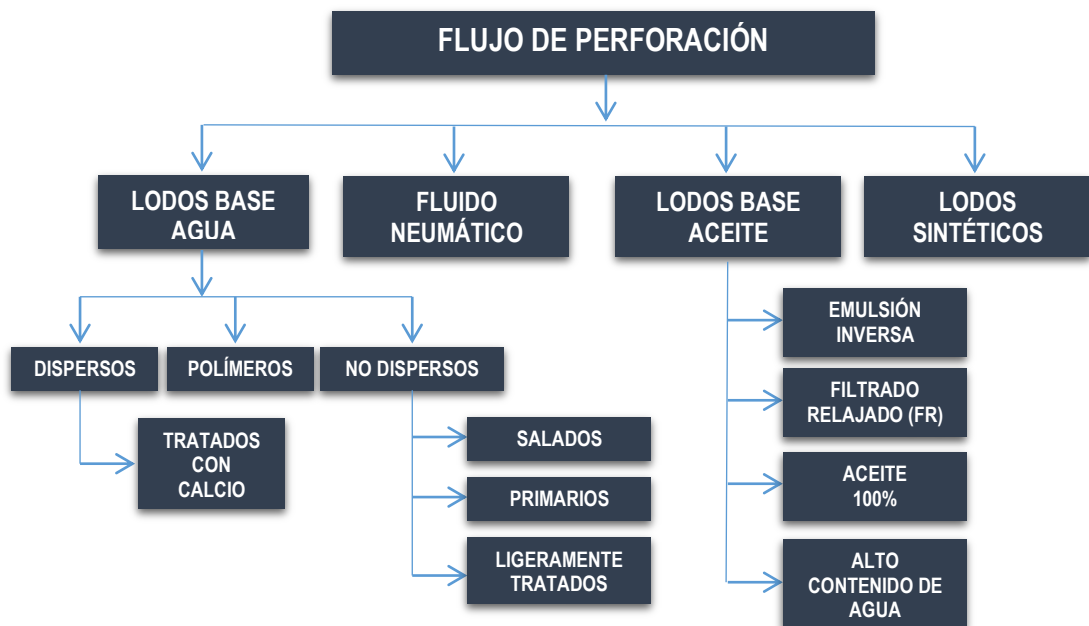 FLUJO DE PERFORACIÓN
LODOS BASE
AGUA
FLUIDO
NEUMÁTICO
LODOS BASE
ACEITE
LODOS
SINTÉTICOS
DISPERSOS
POLÍMEROS
NO DISPERSOS
TRATADOS
CON
CALCIO
SALADOS
PRIMARIOS
LIGERAMENTE
TRATADOS
EMULSIÓN
INVERSA
FILTRADO
RELAJADO (FR)
ACEITE
100%
ALTO
CONTENIDO DE
AGUA